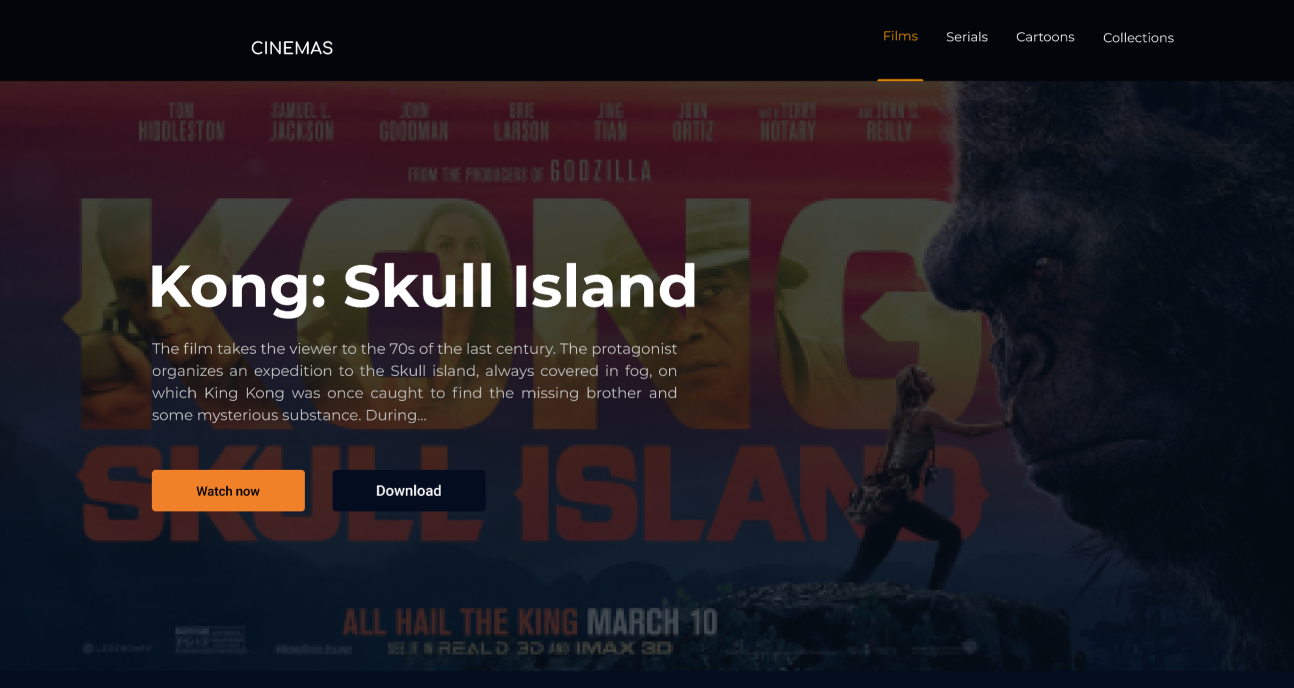 CINEMAS
Films Serials Cartoons Collections
TOM HIDDLESTON
SAMUEL L. JACKSON
JOHN GOODMAN
BRIE LARSON
JING TIAN
JOHN ORTIZ
WITH TERRY NOTARY
AND JOHN C. REILLY
FROM THE PRODUCERS OF GODZILLA
KONG
Kong: Skull Island
The film takes the viewer to the 70s of the last century. The protagonist
organizes an expedition to the Skull island, always covered in fog, on
which King Kong was once caught to find the missing brother and
some mysterious substance. During...
SKULL ISLAND
Watch now
Download
ALL HAIL THE KING MARCH 10
LEGENDARY
SEE IT IN REAL D 3D AND IMAX 3D